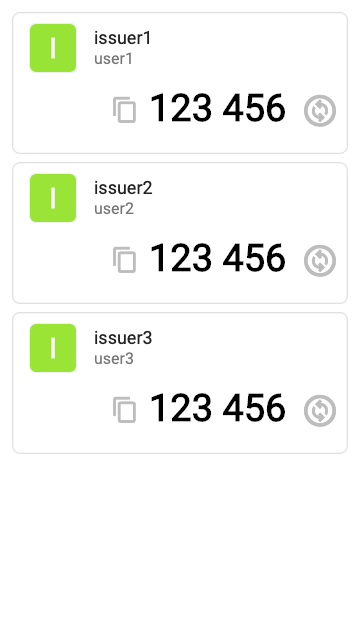 I
issuer1
user1
123 456
I
issuer2
user2
123 456
I
issuer3
user3
123 456